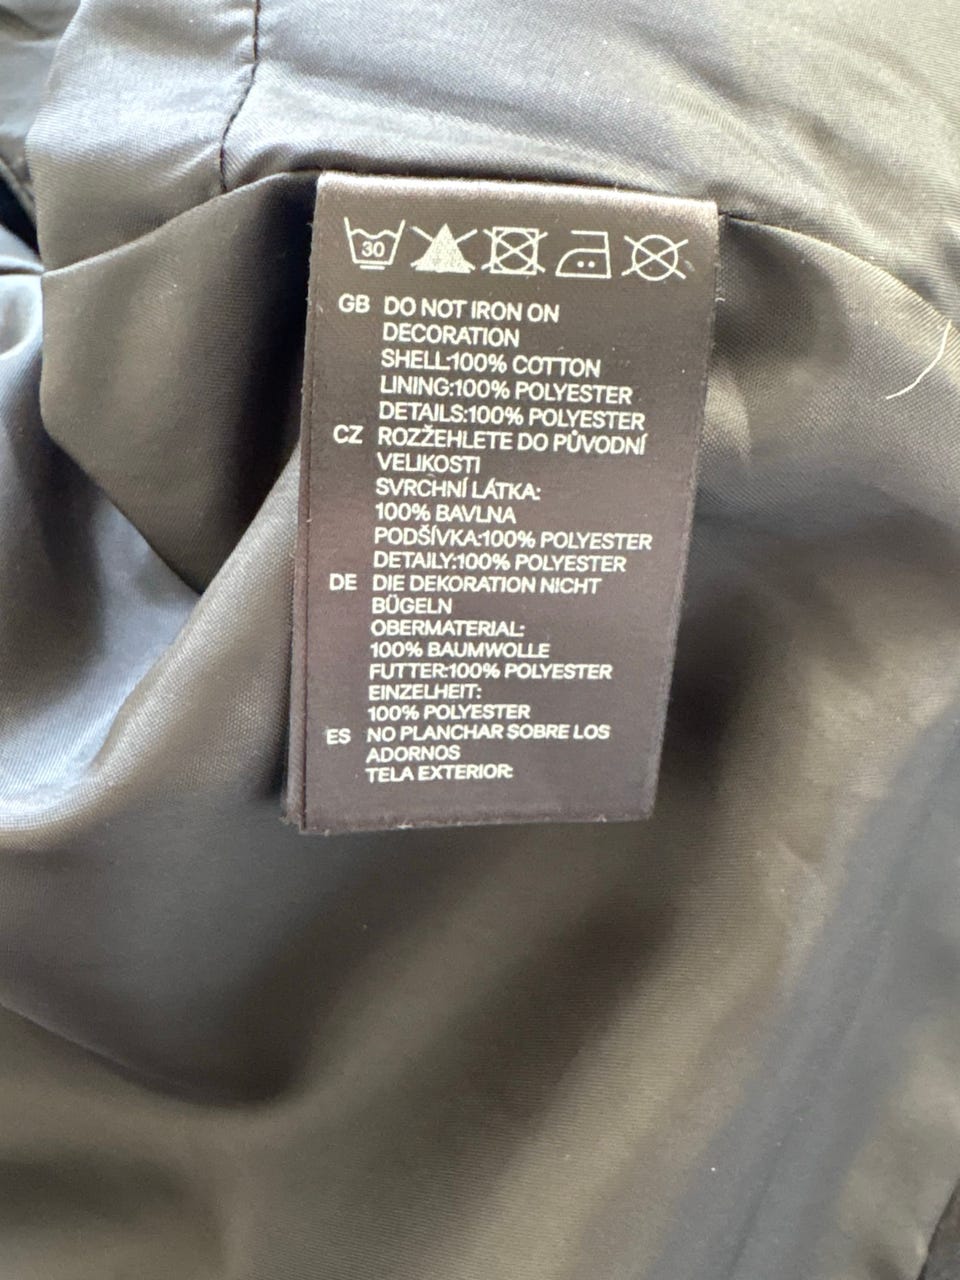 30
GB DO NOT IRON ON
DECORATION
SHELL:100% COTTON
LINING:100% POLYESTER
DETAILS:100% POLYESTER
CZ ROZŽEHLETE DO PŮVODNÍ
VELIKOSTI
SVRCHNÍ LÁTKA:
100% BAVLNA
PODŠÍVKA:100% POLYESTER
DETAILY:100% POLYESTER
DE DIE DEKORATION NICHT
BÜGELN
OBERMATERIAL:
100% BAUMWOLLE
FUTTER:100% POLYESTER
EINZELHEIT:
100% POLYESTER
ES NO PLANCHAR SOBRE LOS
ADORNOS
TELA EXTERIOR: